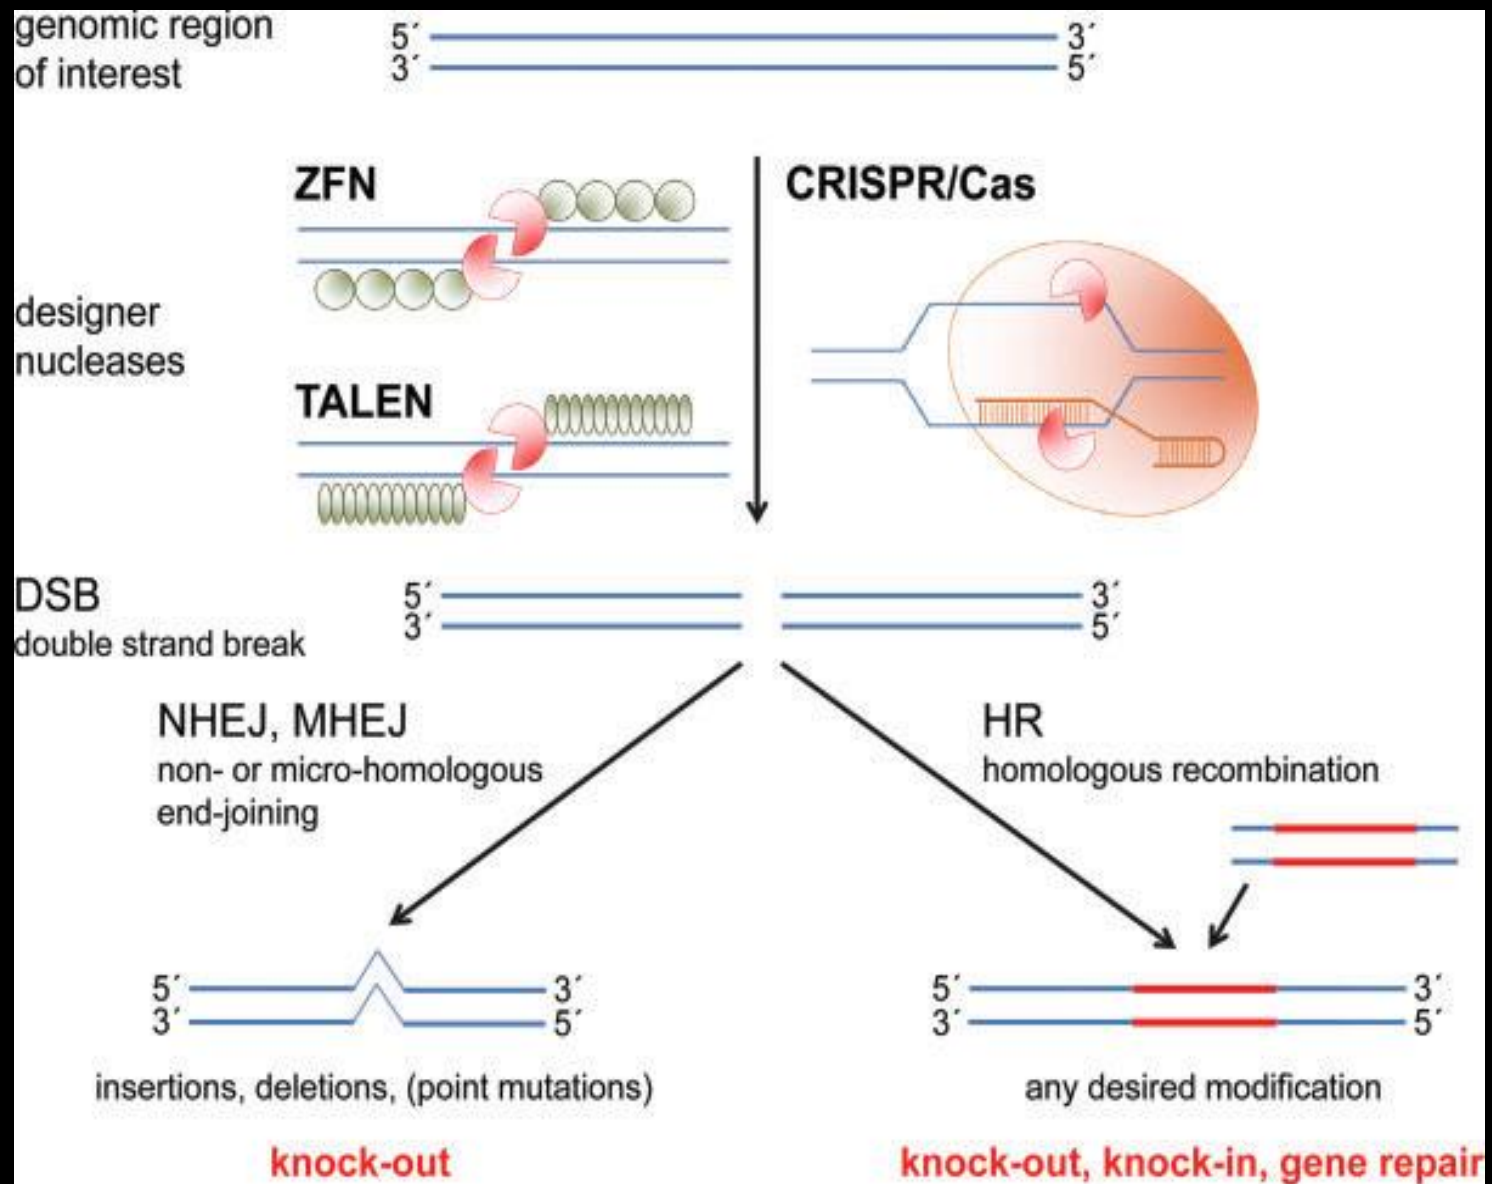 genomic region
of interest
5´ 3´
3´ 5´
ZFN
CRISPR/Cas
designer
nucleases
TALEN
DSB
double strand break
5´ 3´
3´ 5´
NHEJ, MHEJ
non- or micro-homologous
end-joining
HR
homologous recombination
5´ 3´
3´ 5´
insertions, deletions, (point mutations)
knock-out
5´ 3´
3´ 5´
any desired modification
knock-out, knock-in, gene repair